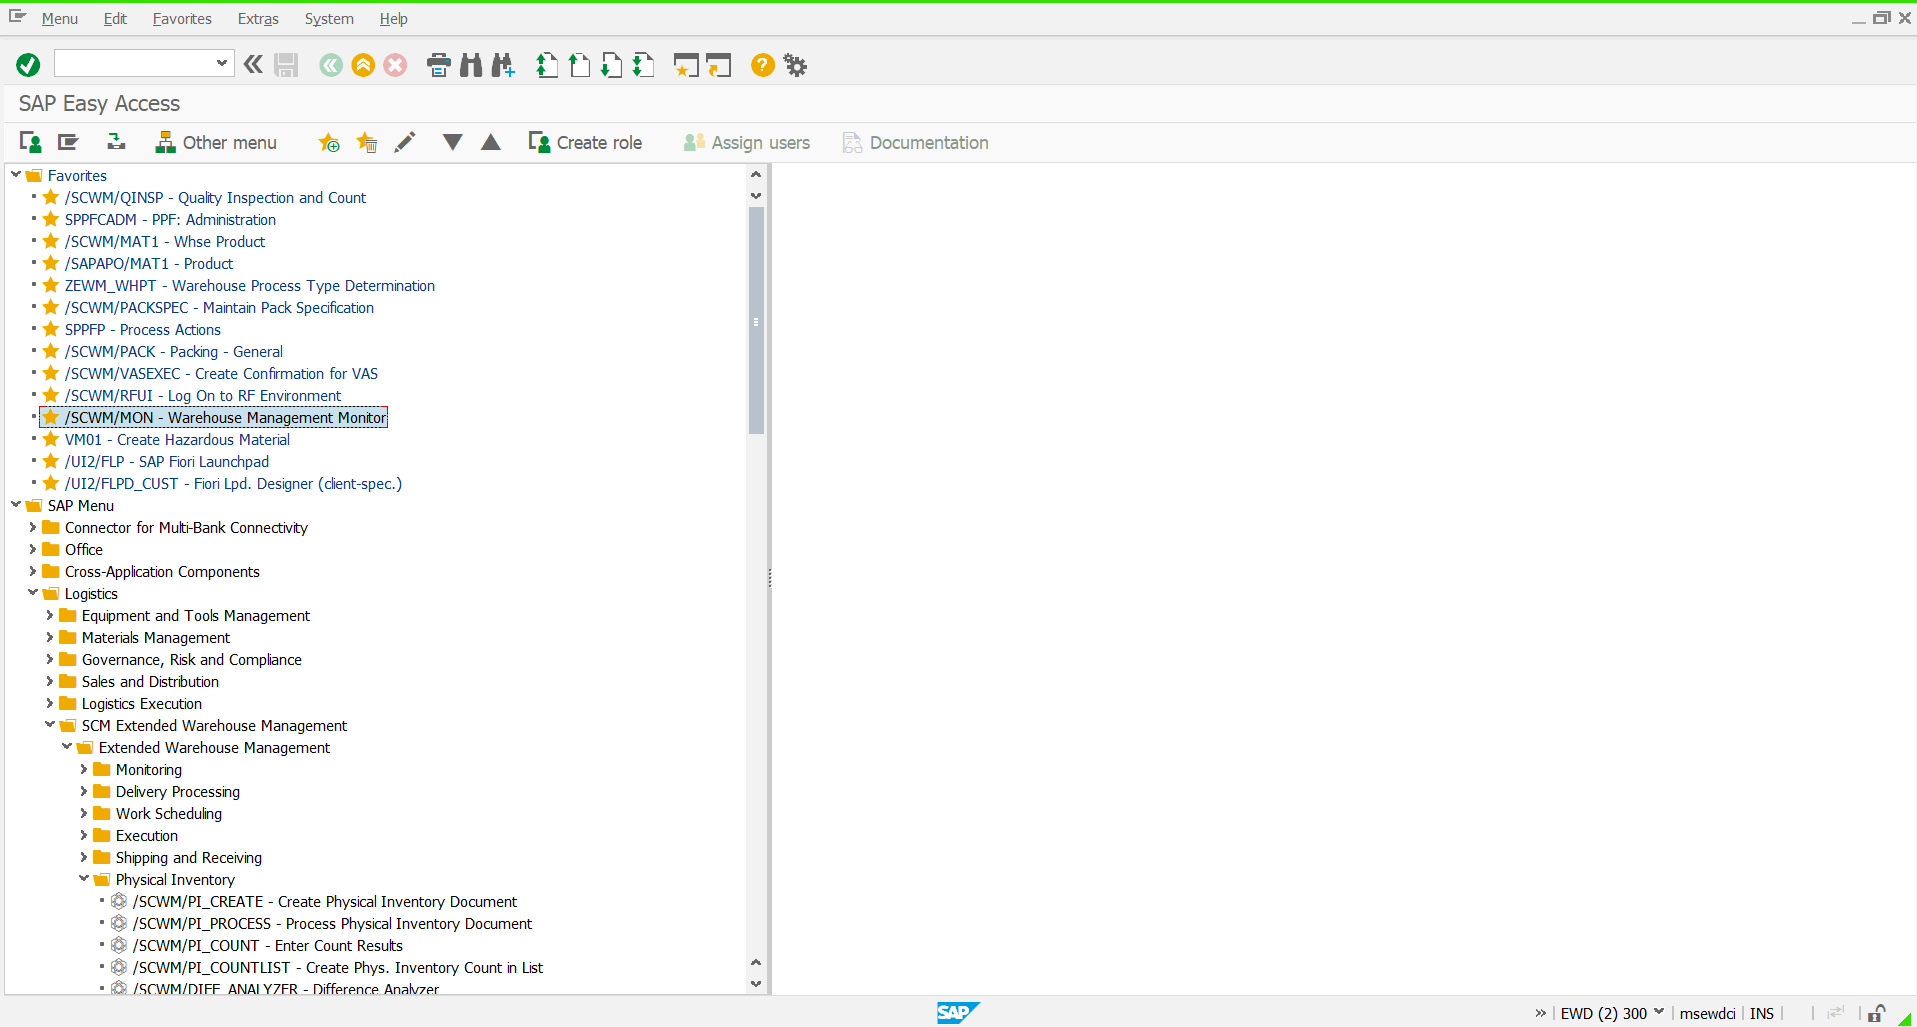 Menu Edit Favorites Extras System Help
SAP Easy Access
Other menu Create role Assign users Documentation
Favorites
/SCWM/QINSP - Quality Inspection and Count
SPPFCADM - PPF: Administration
/SCWM/MAT1 - Whse Product
/SAPAPO/MAT1 - Product
ZEWM_WHPT - Warehouse Process Type Determination
/SCWM/PACKSPEC - Maintain Pack Specification
SPPFP - Process Actions
/SCWM/PACK - Packing - General
/SCWM/VASEXEC - Create Confirmation for VAS
/SCWM/RFUI - Log On to RF Environment
/SCWM/MON - Warehouse Management Monitor
VM01 - Create Hazardous Material
/UI2/FLP - SAP Fiori Launchpad
/UI2/FLPD_CUST - Fiori Lpd. Designer (client-spec.)
SAP Menu
Connector for Multi-Bank Connectivity
Office
Cross-Application Components
Logistics
Equipment and Tools Management
Materials Management
Governance, Risk and Compliance
Sales and Distribution
Logistics Execution
SCM Extended Warehouse Management
Extended Warehouse Management
Monitoring
Delivery Processing
Work Scheduling
Execution
Shipping and Receiving
Physical Inventory
/SCWM/PI_CREATE - Create Physical Inventory Document
/SCWM/PI_PROCESS - Process Physical Inventory Document
/SCWM/PI_COUNT - Enter Count Results
/SCWM/PI_COUNTLIST - Create Phys. Inventory Count in List
/SCWM/DIFF_ANALYZER - Difference Analyzer
SAP
EWD (2) 300 msewdci INS